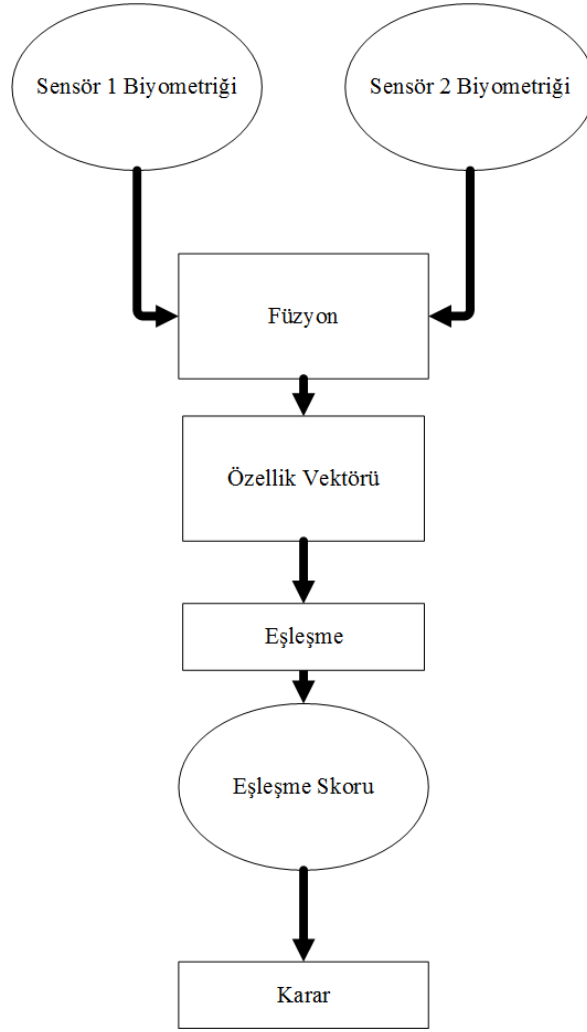 Sensör 1 Biyometriği
Sensör 2 Biyometriği
Füzyon
Özellik Vektörü
Eşleşme
Eşleşme Skoru
Karar